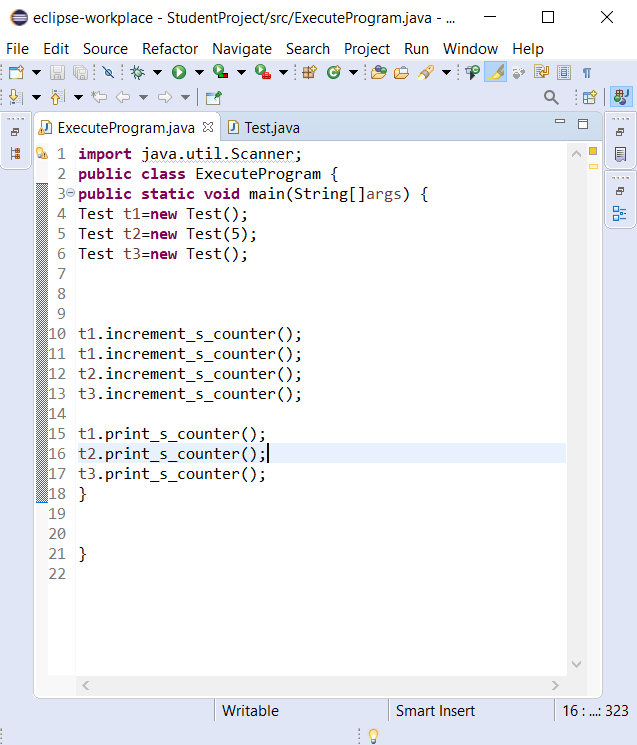 eclipse-workplace - StudentProject/src/ExecuteProgram.java - ...
File Edit Source Refactor Navigate Search Project Run Window Help
ExecuteProgram.java Test.java
1 import java.util.Scanner;
2 public class ExecuteProgram {
3 public static void main(String[]args) {
4 Test t1=new Test();
5 Test t2=new Test(5);
6 Test t3=new Test();
7
8
9
10 t1.increment_s_counter();
11 t1.increment_s_counter();
12 t2.increment_s_counter();
13 t3.increment_s_counter();
14
15 t1.print_s_counter();
16 t2.print_s_counter();
17 t3.print_s_counter();
18 }
19
20
21 }
22
Writable Smart Insert 16 : ...: 323